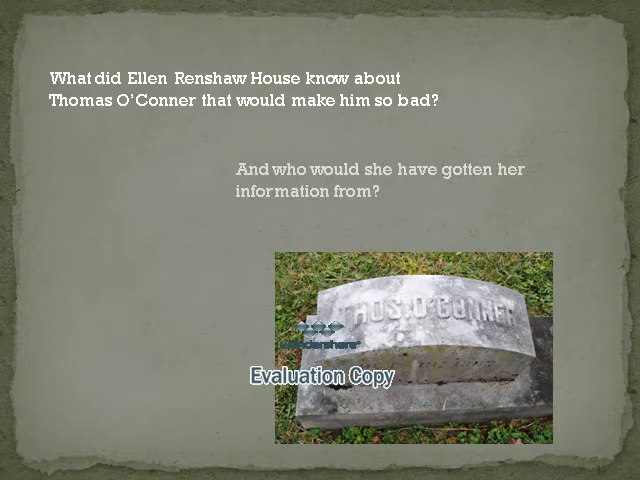 What did Ellen Renshaw House know about
Thomas O'Conner that would make him so bad?
And who would she have gotten her
information from?
THOS. O'CONNER
wondershare
Evaluation Copy